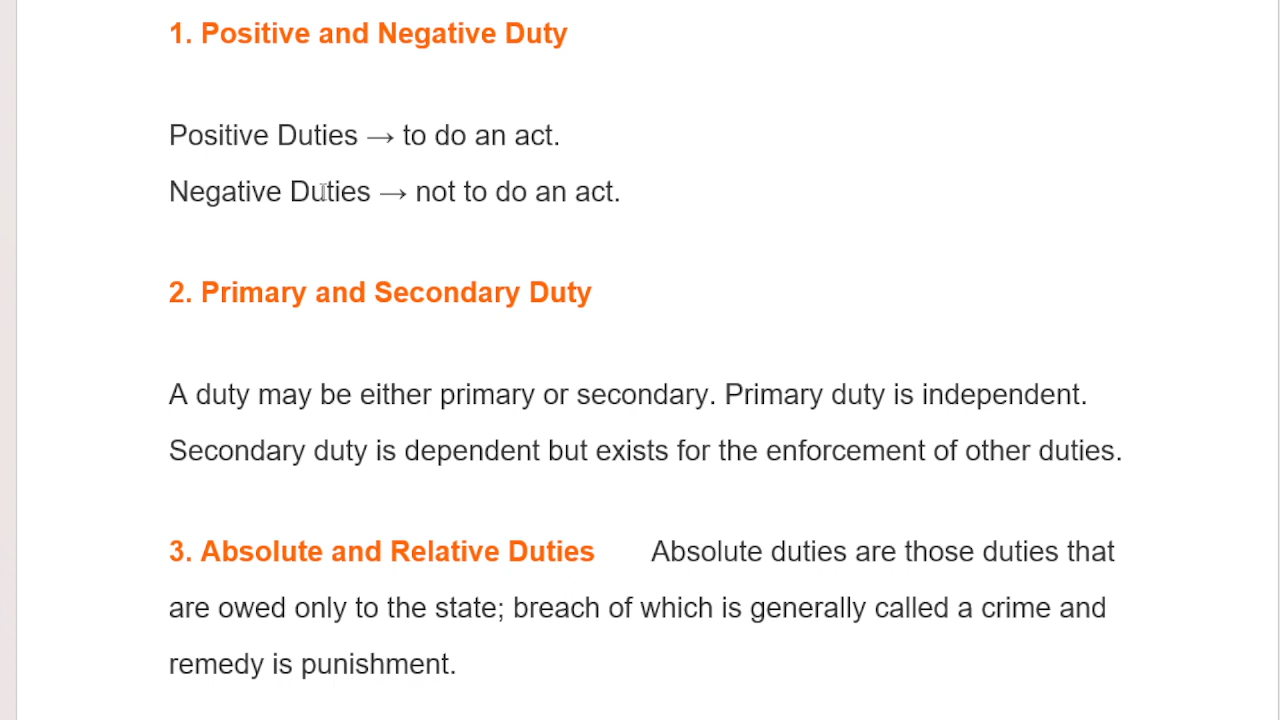 1. Positive and Negative Duty
Positive Duties → to do an act.
Negative Duties → not to do an act.
2. Primary and Secondary Duty
A duty may be either primary or secondary. Primary duty is independent.
Secondary duty is dependent but exists for the enforcement of other duties.
3. Absolute and Relative Duties Absolute duties are those duties that
are owed only to the state; breach of which is generally called a crime and
remedy is punishment.